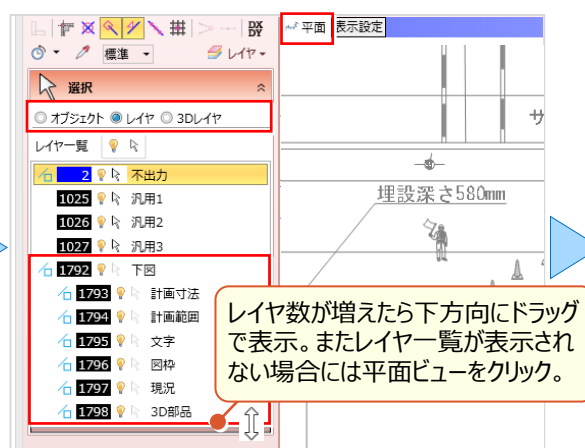 DX
DY
平面 表示設定
標準 レイヤ
選択
オブジェクト レイヤ 3Dレイヤ
レイヤ一覧
2 不出力
1025 汎用1
1026 汎用2
1027 汎用3
1792 下図
1793 計画寸法
1794 計画範囲
1795 文字
1796 図枠
1797 現況
1798 3D部品
サ
埋設深さ580mm
レイヤ数が増えたら下方向にドラッグ
で表示。またレイヤ一覧が表示され
ない場合には平面ビューをクリック。